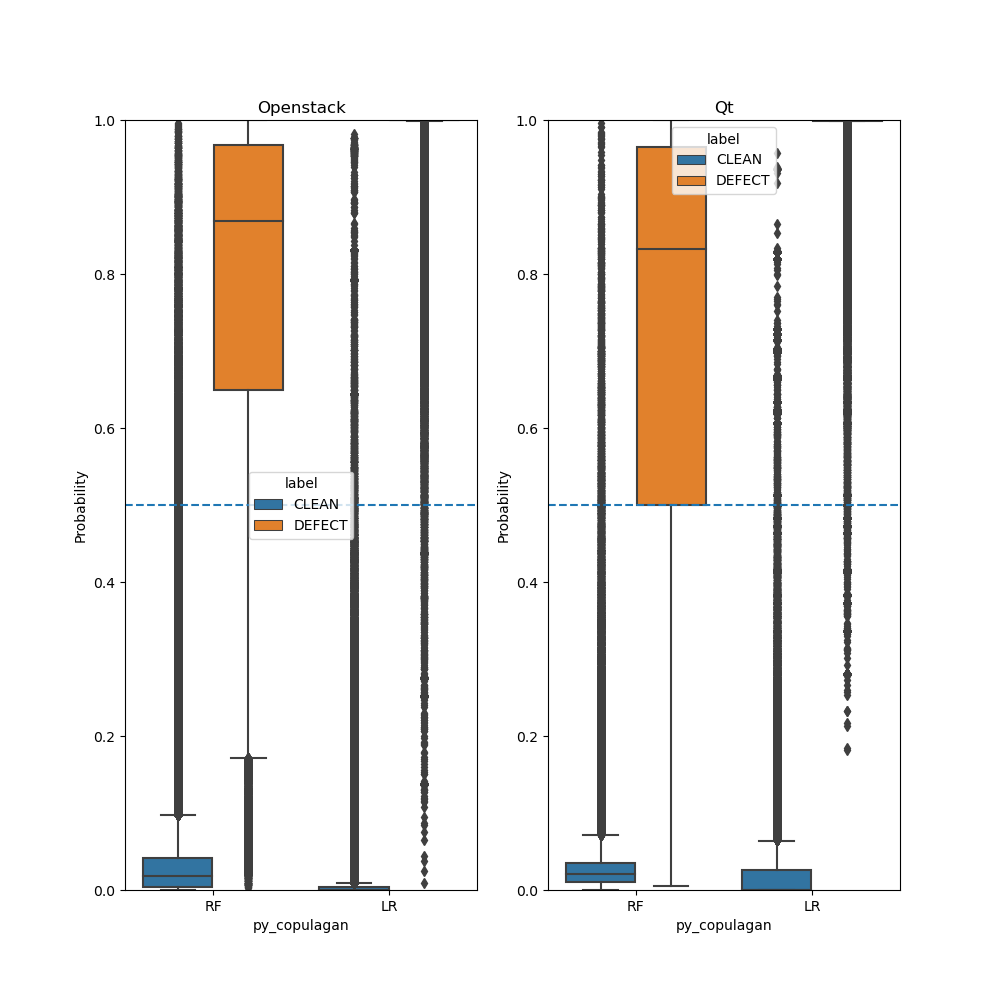 Openstack
1.0
0.8
0.6
0.4
0.2
0.0
Probability
label
CLEAN
DEFECT
RF
LR
py_copulagan
Qt
1.0
0.8
0.6
0.4
0.2
0.0
Probability
label
CLEAN
DEFECT
RF
LR
py_copulagan